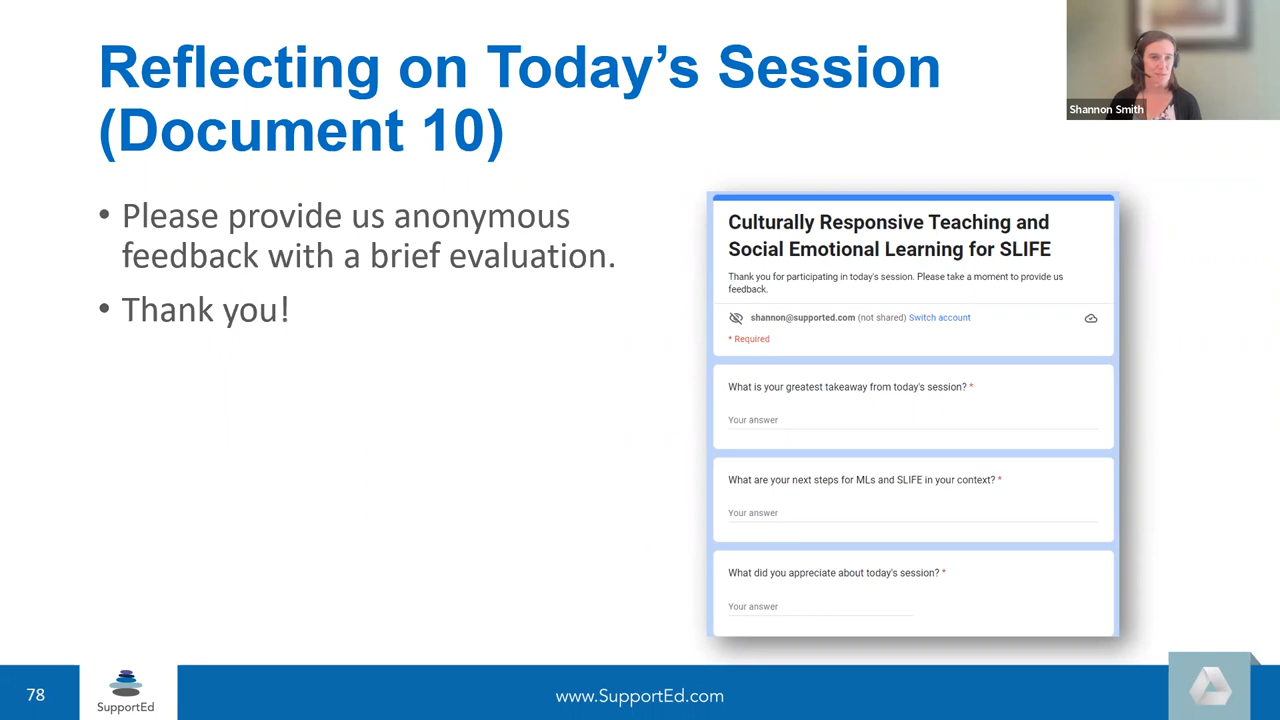 Reflecting on Today’s Session
(Document 10)
Shannon Smith
• Please provide us anonymous
feedback with a brief evaluation.
• Thank you!
Culturally Responsive Teaching and
Social Emotional Learning for SLIFE
Thank you for participating in today's session. Please take a moment to provide us
feedback.
shannon@supported.com (not shared) Switch account
* Required
What is your greatest takeaway from today's session? *
Your answer
What are your next steps for MLs and SLIFE in your context? *
Your answer
What did you appreciate about today's session? *
Your answer
78
SupportEd
www.SupportEd.com